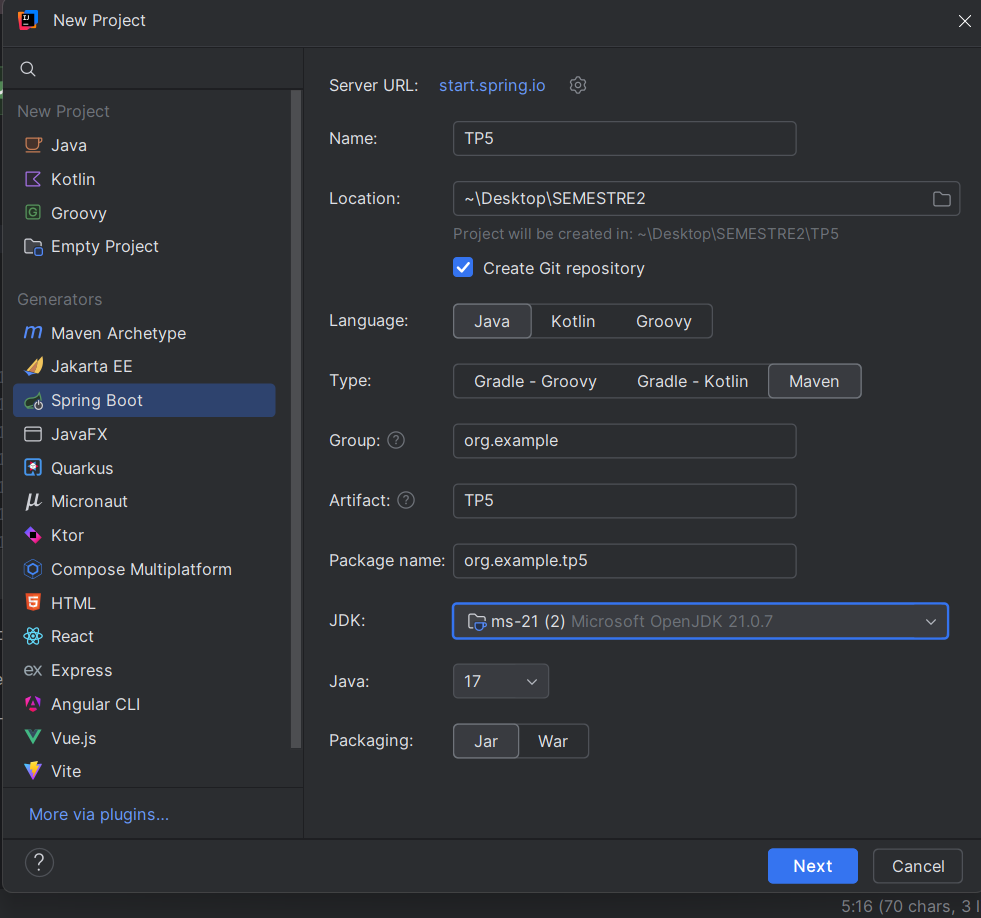 New Project
New Project
Java
Kotlin
Groovy
Empty Project
Generators
Maven Archetype
Jakarta EE
Spring Boot
JavaFX
Quarkus
Micronaut
Ktor
Compose Multiplatform
HTML
React
Express
Angular CLI
Vue.js
Vite
More via plugins...
Server URL: start.spring.io
Name: TP5
Location: ~\Desktop\SEMESTRE2
Project will be created in: ~\Desktop\SEMESTRE2\TP5
Create Git repository
Language: Java Kotlin Groovy
Type: Gradle - Groovy Gradle - Kotlin Maven
Group: org.example
Artifact: TP5
Package name: org.example.tp5
JDK: ms-21 (2) Microsoft OpenJDK 21.0.7
Java: 17
Packaging: Jar War
? Next Cancel
5:16 (70 chars, 3 l